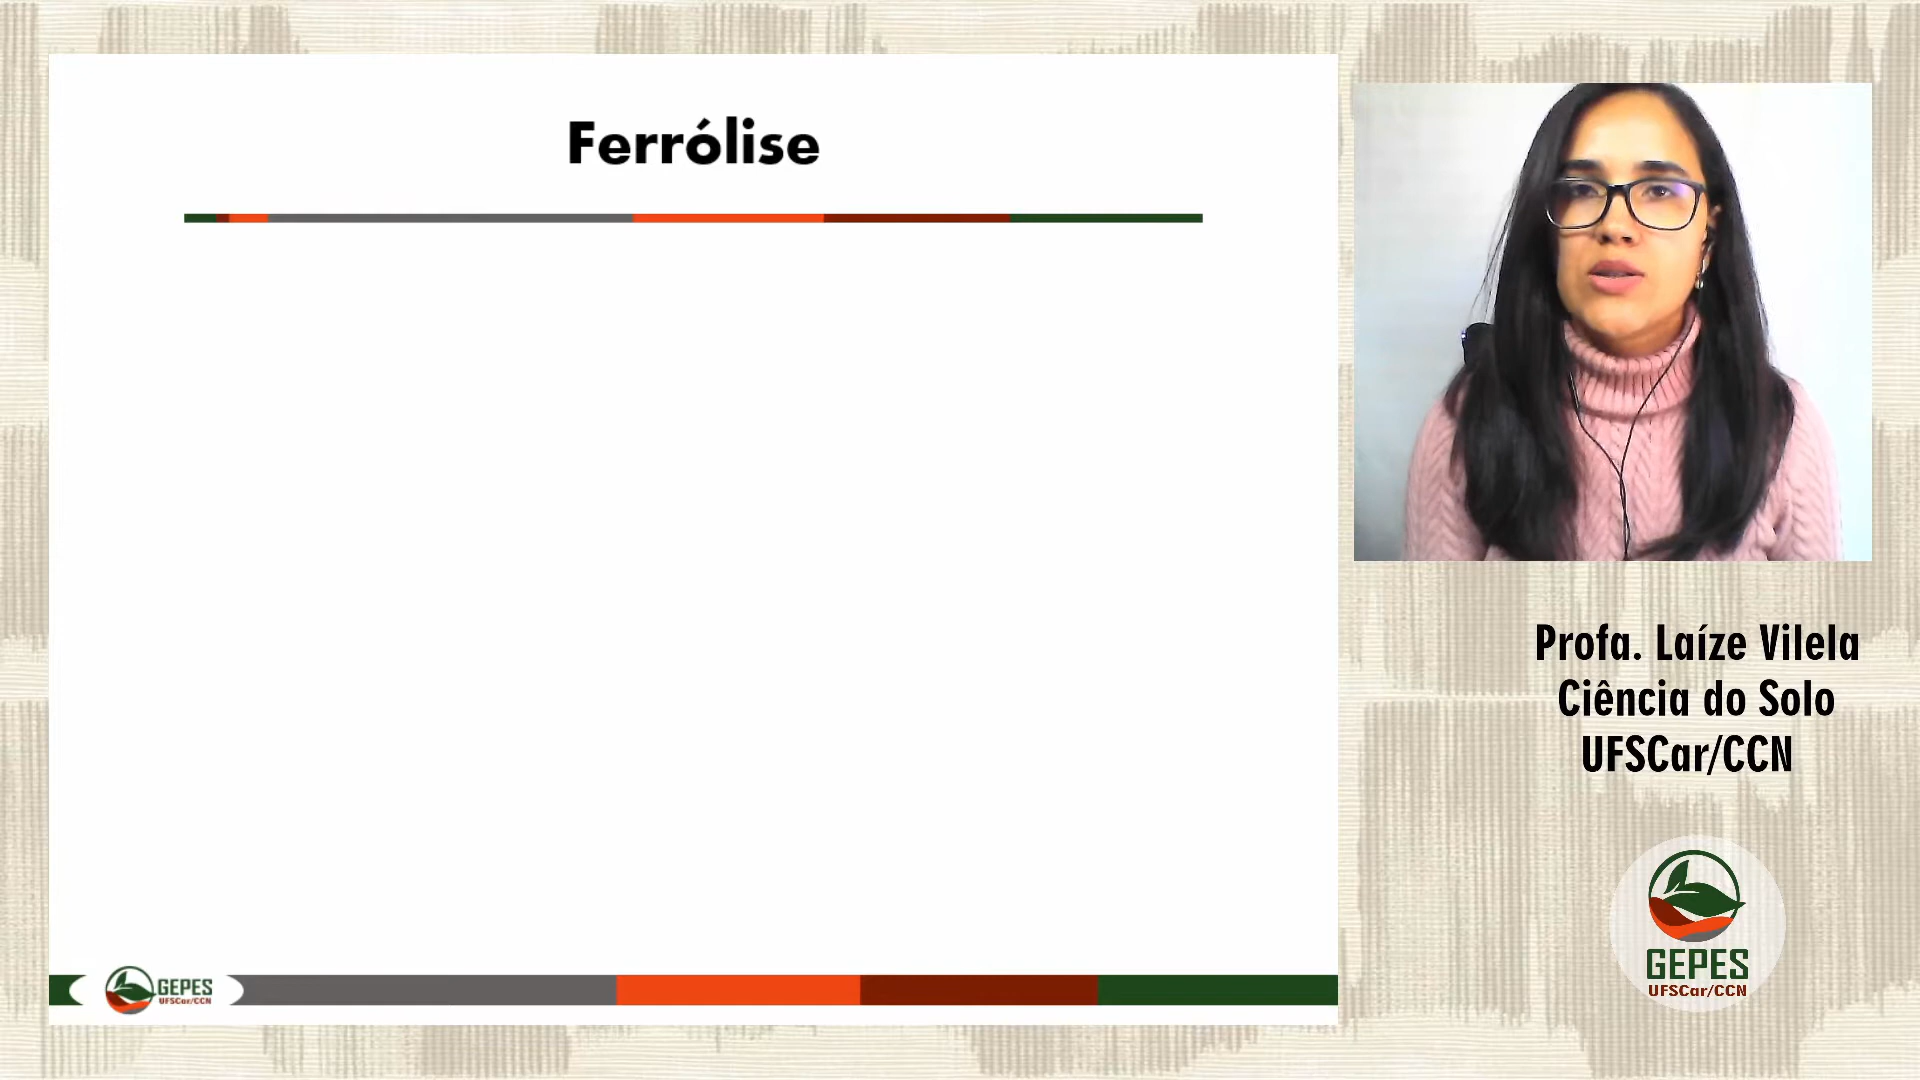 Ferrólise
Profa. Laíze Vilela
Ciência do Solo
UFSCar/CCN
GEPES
UFSCar/CCN
GEPES
UFSCar/CCN